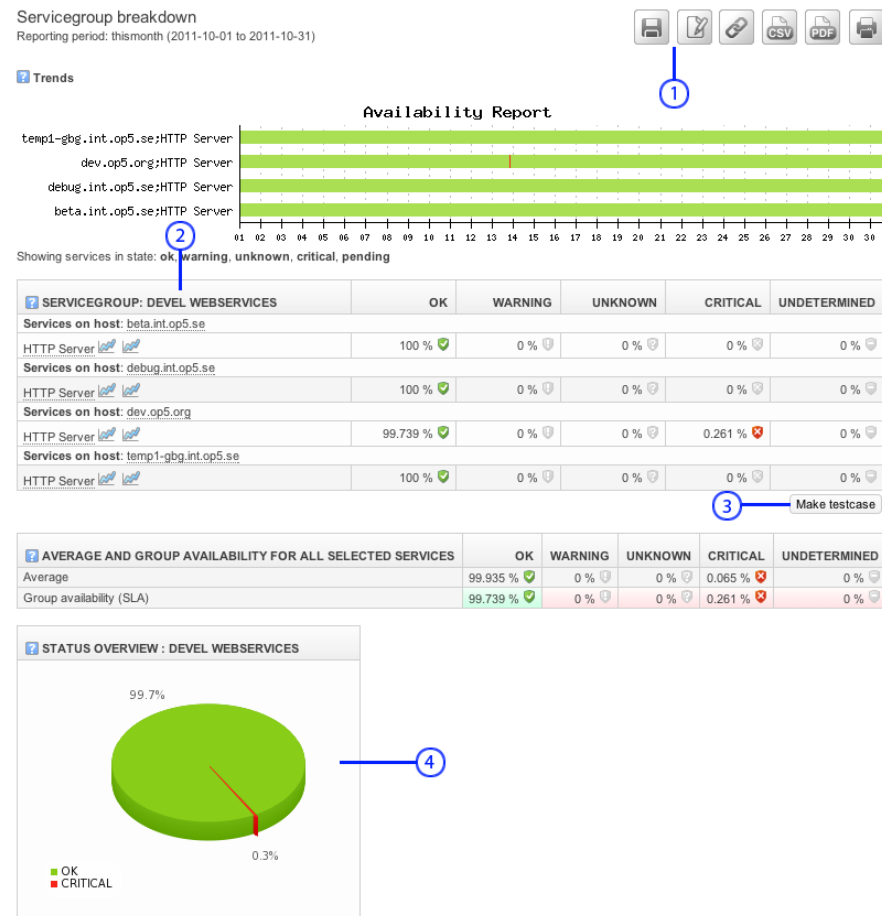 Servicegroup breakdown
Reporting period: thismonth (2011-10-01 to 2011-10-31)
CSV PDF
1
? Trends
Availability Report
temp1-gbg.int.op5.se;HTTP Server
dev.op5.org;HTTP Server
debug.int.op5.se;HTTP Server
beta.int.op5.se;HTTP Server
01 02 03 04 05 06 07 08 09 10 11 12 13 14 15 16 17 18 19 20 21 22 23 24 25 26 27 28 29 30 30
2
Showing services in state: ok, warning, unknown, critical, pending
? SERVICEGROUP: DEVEL WEBSERVICES OK WARNING UNKNOWN CRITICAL UNDETERMINED
Services on host: beta.int.op5.se
HTTP Server 100 % 0 % 0 % 0 % 0 %
Services on host: debug.int.op5.se
HTTP Server 100 % 0 % 0 % 0 % 0 %
Services on host: dev.op5.org
HTTP Server 99.739 % 0 % 0 % 0.261 % 0 %
Services on host: temp1-gbg.int.op5.se
HTTP Server 100 % 0 % 0 % 0 % 0 %
3 Make testcase
? AVERAGE AND GROUP AVAILABILITY FOR ALL SELECTED SERVICES OK WARNING UNKNOWN CRITICAL UNDETERMINED
Average 99.935 % 0 % 0 % 0.065 % 0 %
Group availability (SLA) 99.739 % 0 % 0 % 0.261 % 0 %
? STATUS OVERVIEW : DEVEL WEBSERVICES
99.7%
4
0.3%
OK
CRITICAL